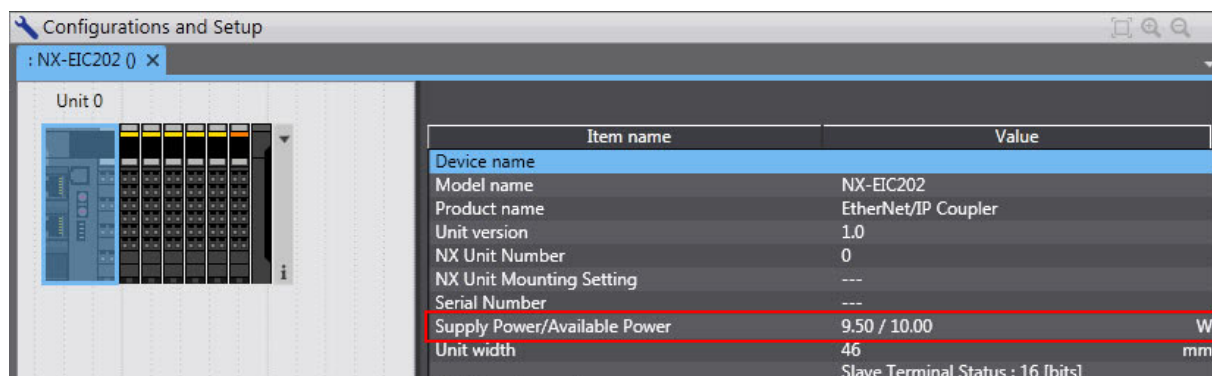 Configurations and Setup
: NX-EIC202 ()
Unit 0
i
Item name Value
Device name
Model name NX-EIC202
Product name EtherNet/IP Coupler
Unit version 1.0
NX Unit Number 0
NX Unit Mounting Setting ---
Serial Number ---
Supply Power/Available Power 9.50 / 10.00 W
Unit width 46 mm
Slave Terminal Status : 16 [bits]